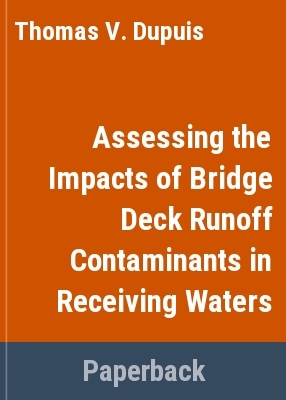 Thomas V. Dupuis
Assessing the
Impacts of Bridge
Deck Runoff
Contaminants in
Receiving Waters
Paperback